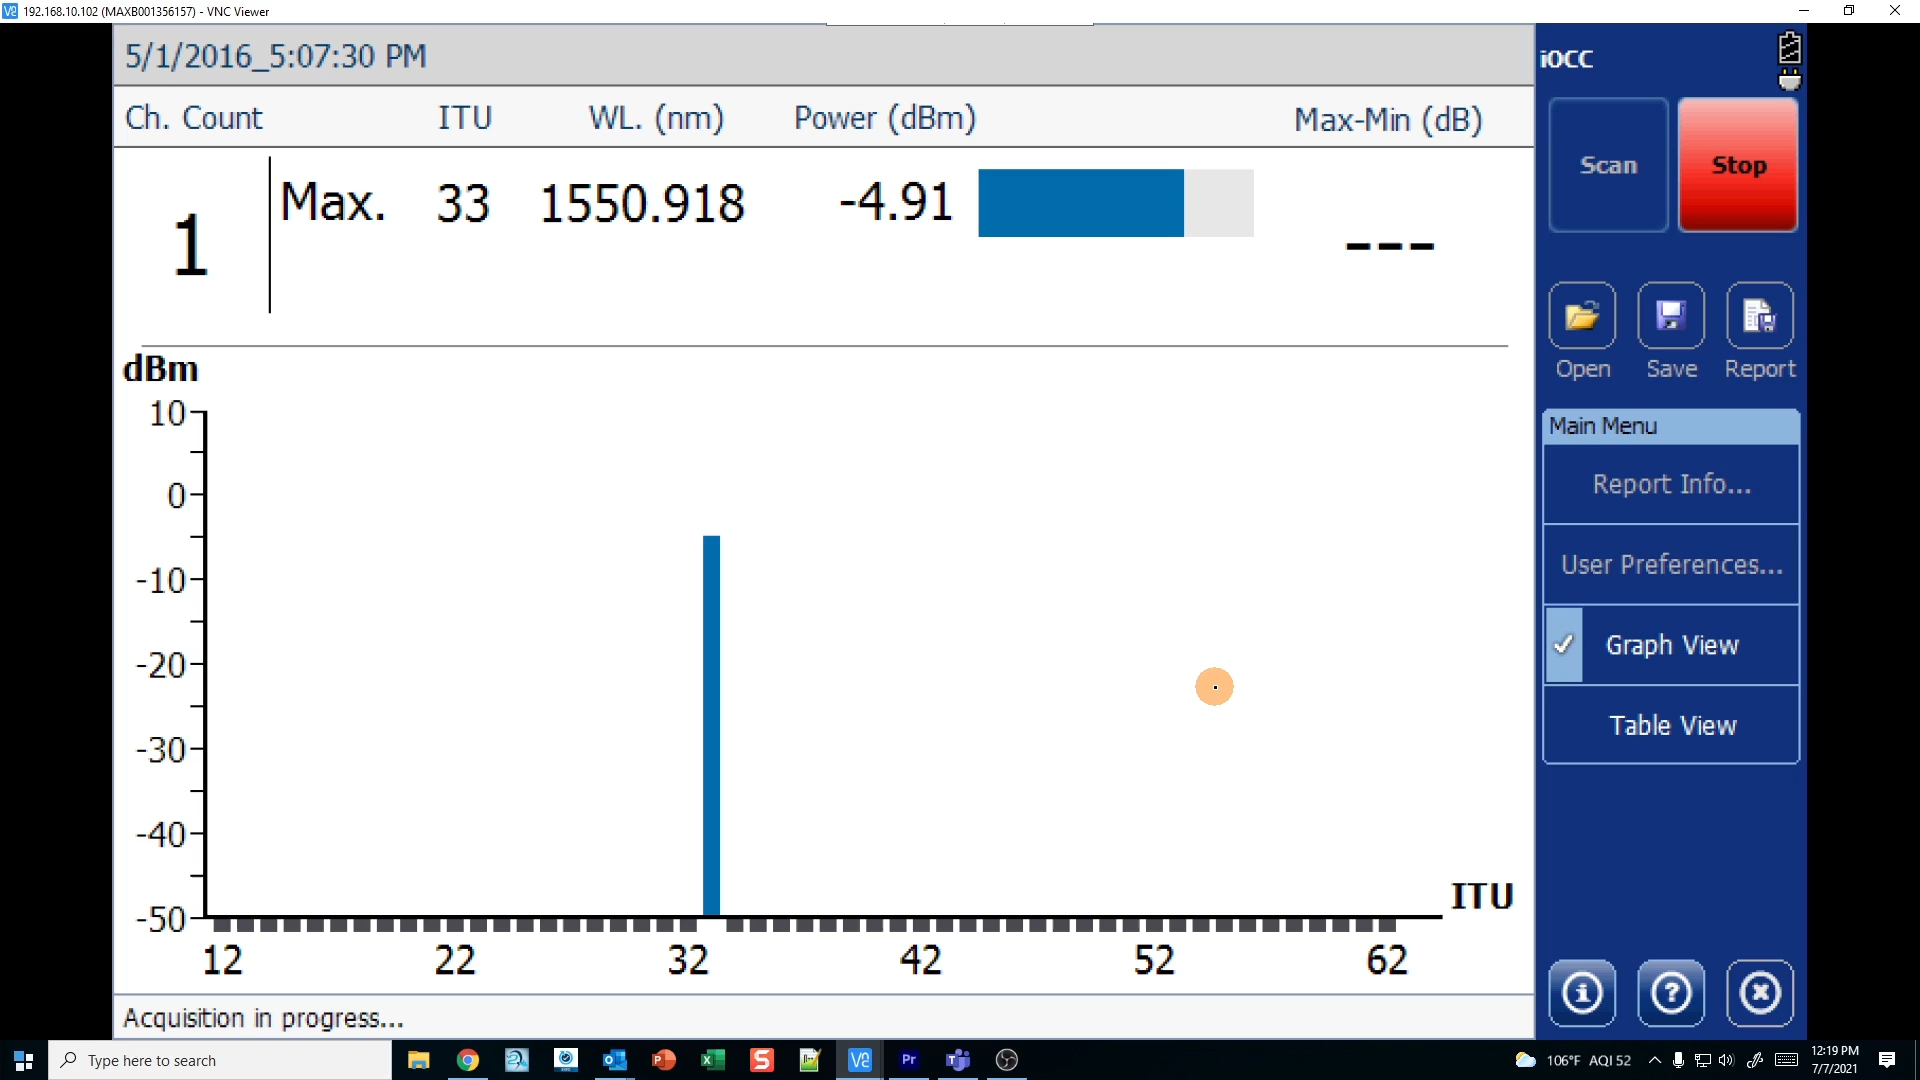 192.168.10.102 (MAXB001356157) - VNC Viewer
5/1/2016_5:07:30 PM
iOCC
Ch. Count ITU WL. (nm) Power (dBm) Max-Min (dB)
Scan Stop
1 Max. 33 1550.918 -4.91 ---
Open Save Report
dBm
10
0
-10
-20
-30
-40
-50
ITU
12 22 32 42 52 62
Main Menu
Report Info...
User Preferences...
Graph View
Table View
Acquisition in progress...
Type here to search
106°F AQI 52
12:19 PM
7/7/2021